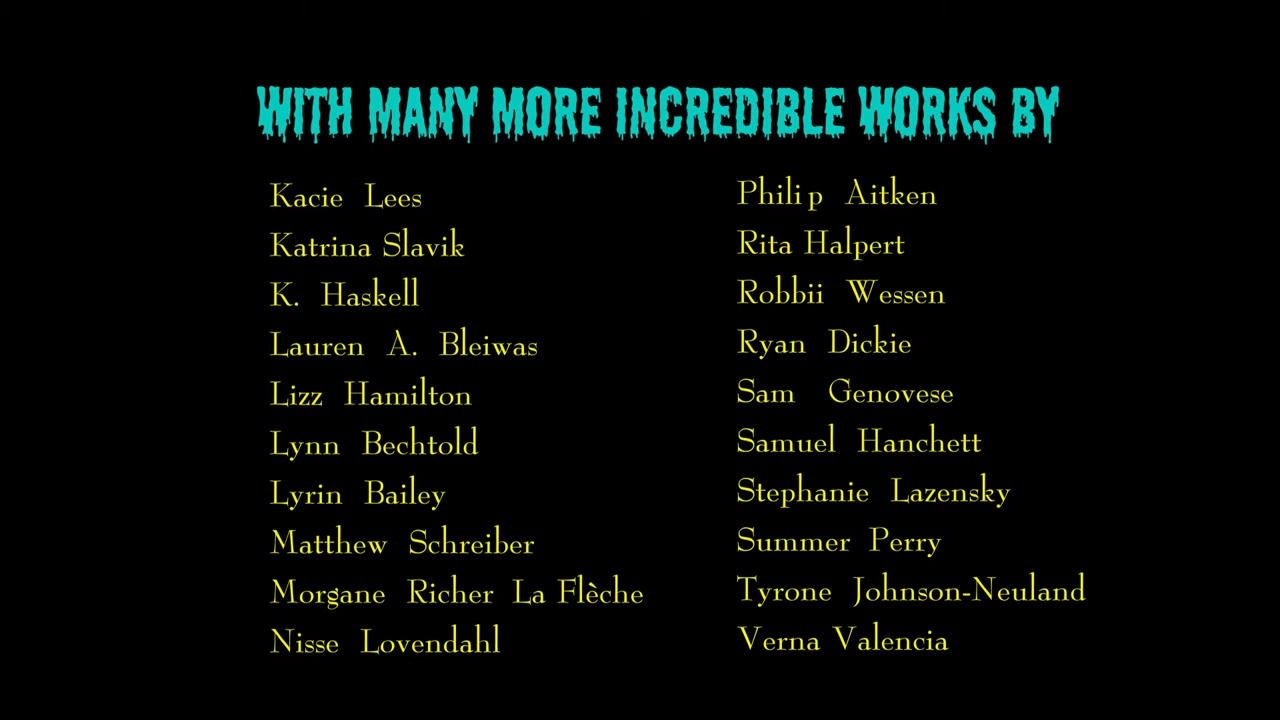 WITH MANY MORE INCREDIBLE WORKS BY
Kacie Lees
Katrina Slavik
K. Haskell
Lauren A. Bleiwas
Lizz Hamilton
Lynn Bechtold
Lyrin Bailey
Matthew Schreiber
Morgane Richer La Flèche
Nisse Lovendahl
Philip Aitken
Rita Halpert
Robbii Wessen
Ryan Dickie
Sam Genovese
Samuel Hanchett
Stephanie Lazensky
Summer Perry
Tyrone Johnson-Neuland
Verna Valencia